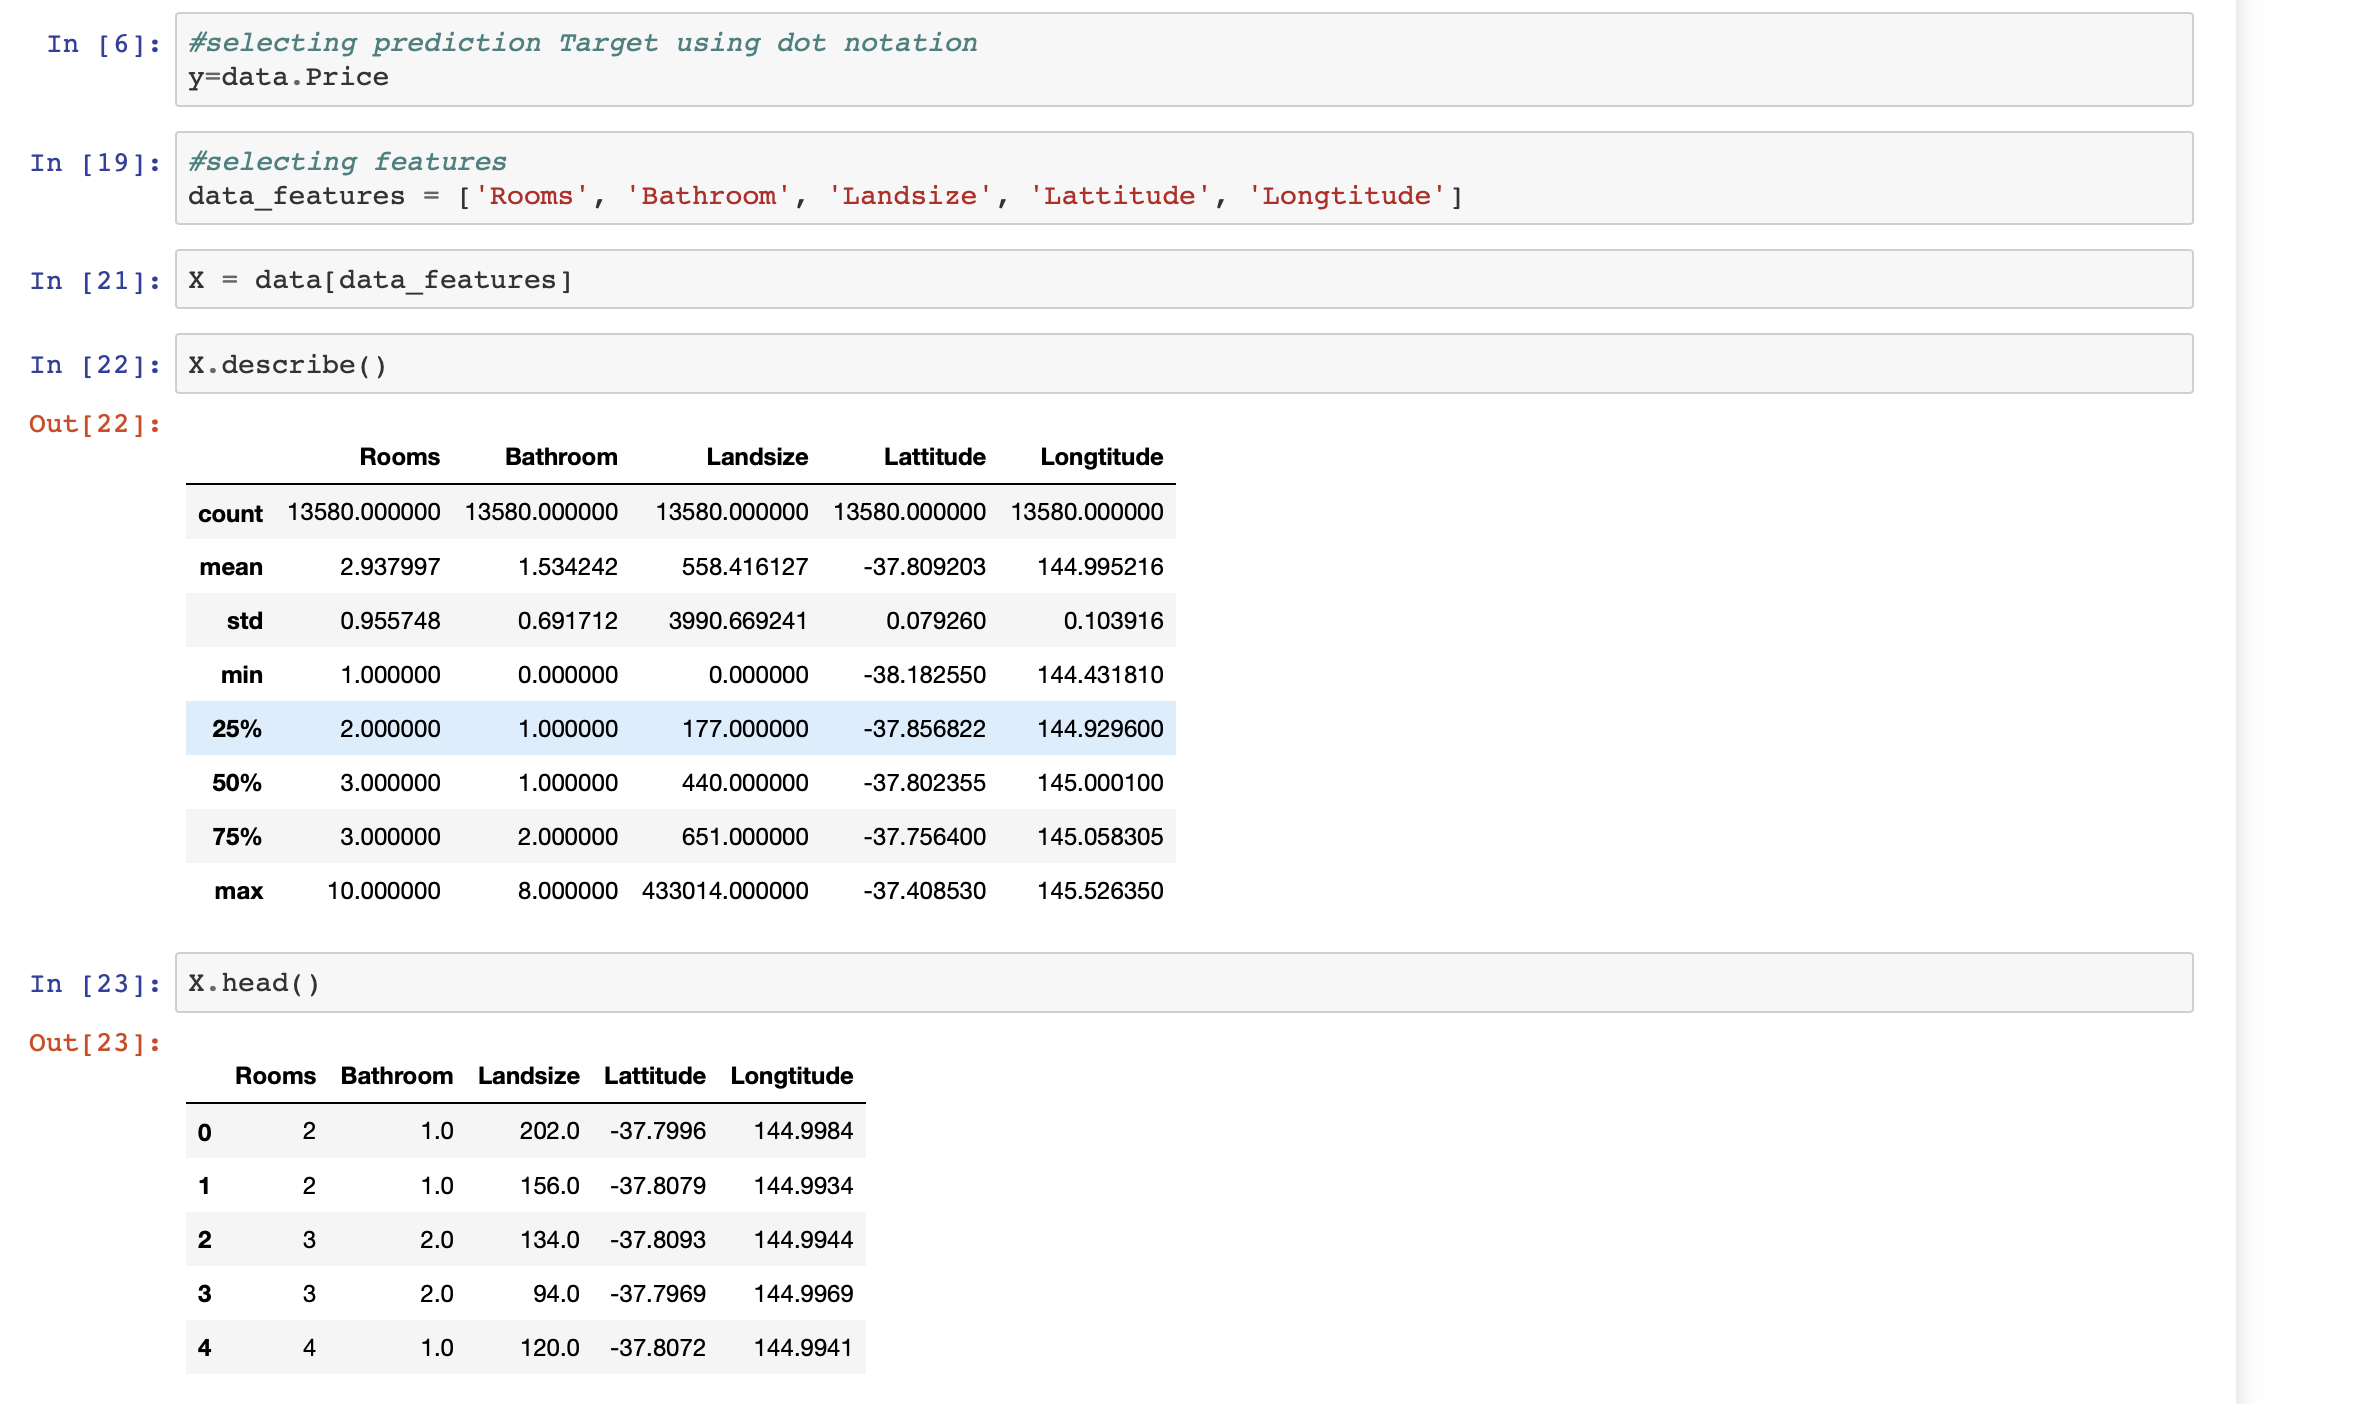 In [6]: #selecting prediction Target using dot notation
y=data.Price
In [19]: #selecting features
data_features = ['Rooms', 'Bathroom', 'Landsize', 'Lattitude', 'Longtitude']
In [21]: X = data[data_features]
In [22]: X.describe()
Out[22]:
Rooms Bathroom Landsize Lattitude Longtitude
count 13580.000000 13580.000000 13580.000000 13580.000000 13580.000000
mean 2.937997 1.534242 558.416127 -37.809203 144.995216
std 0.955748 0.691712 3990.669241 0.079260 0.103916
min 1.000000 0.000000 0.000000 -38.182550 144.431810
25% 2.000000 1.000000 177.000000 -37.856822 144.929600
50% 3.000000 1.000000 440.000000 -37.802355 145.000100
75% 3.000000 2.000000 651.000000 -37.756400 145.058305
max 10.000000 8.000000 433014.000000 -37.408530 145.526350
In [23]: X.head()
Out[23]:
Rooms Bathroom Landsize Lattitude Longtitude
0 2 1.0 202.0 -37.7996 144.9984
1 2 1.0 156.0 -37.8079 144.9934
2 3 2.0 134.0 -37.8093 144.9944
3 3 2.0 94.0 -37.7969 144.9969
4 4 1.0 120.0 -37.8072 144.9941